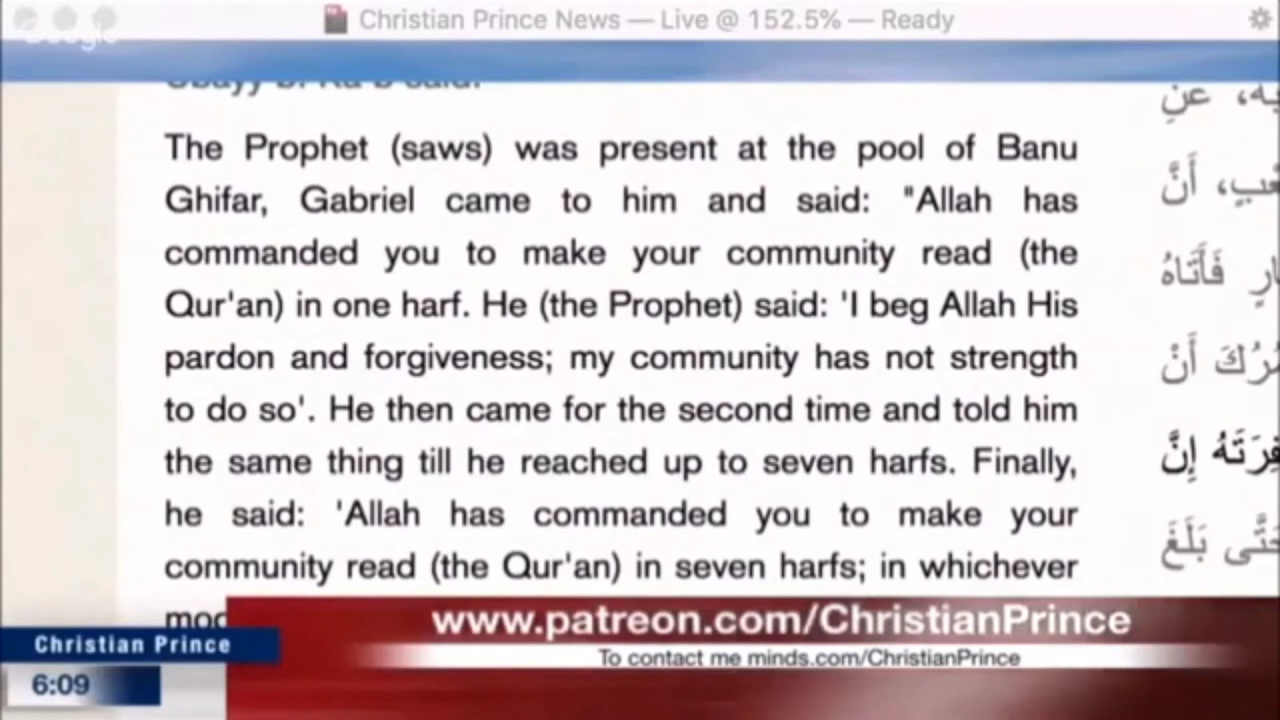 Christian Prince News — Live @ 152.5% — Ready
Google
Ubayy b. Ka'b said:
The Prophet (saws) was present at the pool of Banu
Ghifar, Gabriel came to him and said: "Allah has
commanded you to make your community read (the
Qur'an) in one harf. He (the Prophet) said: 'I beg Allah His
pardon and forgiveness; my community has not strength
to do so'. He then came for the second time and told him
the same thing till he reached up to seven harfs. Finally,
he said: 'Allah has commanded you to make your
community read (the Qur'an) in seven harfs; in whichever
عَنِ
أَنَّ
فَأَتَاهُ
أَنْ
إِنَّ
بَلَغَ
www.patreon.com/ChristianPrince
Christian Prince
To contact me minds.com/ChristianPrince
6:09